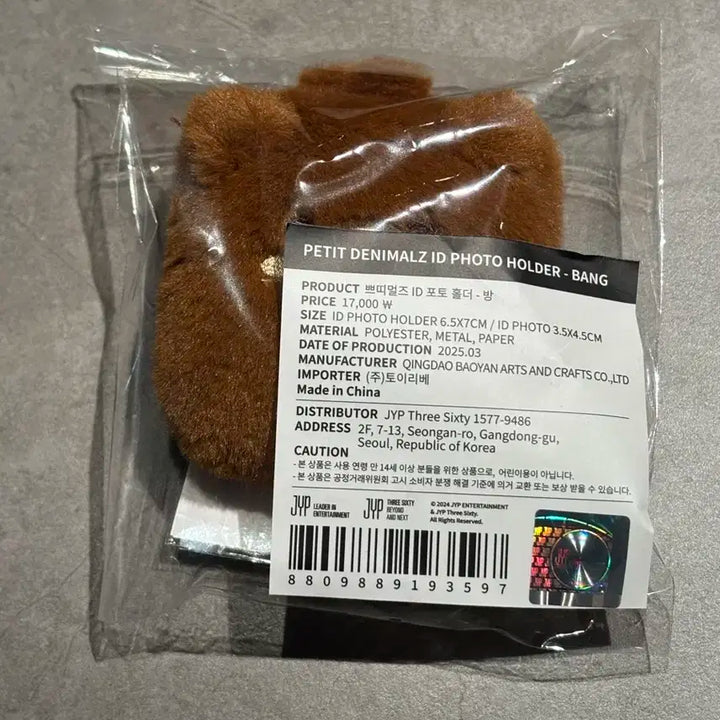 PETIT DENIMALZ ID PHOTO HOLDER - BANG
PRODUCT 쁘띠멀즈 ID 포토 홀더 - 방
PRICE 17,000 ₩
SIZE ID PHOTO HOLDER 6.5X7CM / ID PHOTO 3.5X4.5CM
MATERIAL POLYESTER, METAL, PAPER
DATE OF PRODUCTION 2025.03
MANUFACTURER QINGDAO BAOYAN ARTS AND CRAFTS CO.,LTD
IMPORTER (주)토이리베
Made in China
DISTRIBUTOR JYP Three Sixty 1577-9486
ADDRESS 2F, 7-13, Seongan-ro, Gangdong-gu,
Seoul, Republic of Korea
CAUTION
- 본 상품은 사용 연령 만 14세 이상 분들을 위한 상품으로, 어린이용이 아닙니다.
- 본 상품은 공정거래위원회 고시 소비자 분쟁 해결 기준에 의거 교환 또는 보상 받을 수 있습니다.
JYP LEADER IN ENTERTAINMENT
JYP THREE SIXTY BEYOND AND NEXT
© 2024 JYP ENTERTAINMENT
& JYP Three Sixty.
All Rights Reserved.
8809889193597